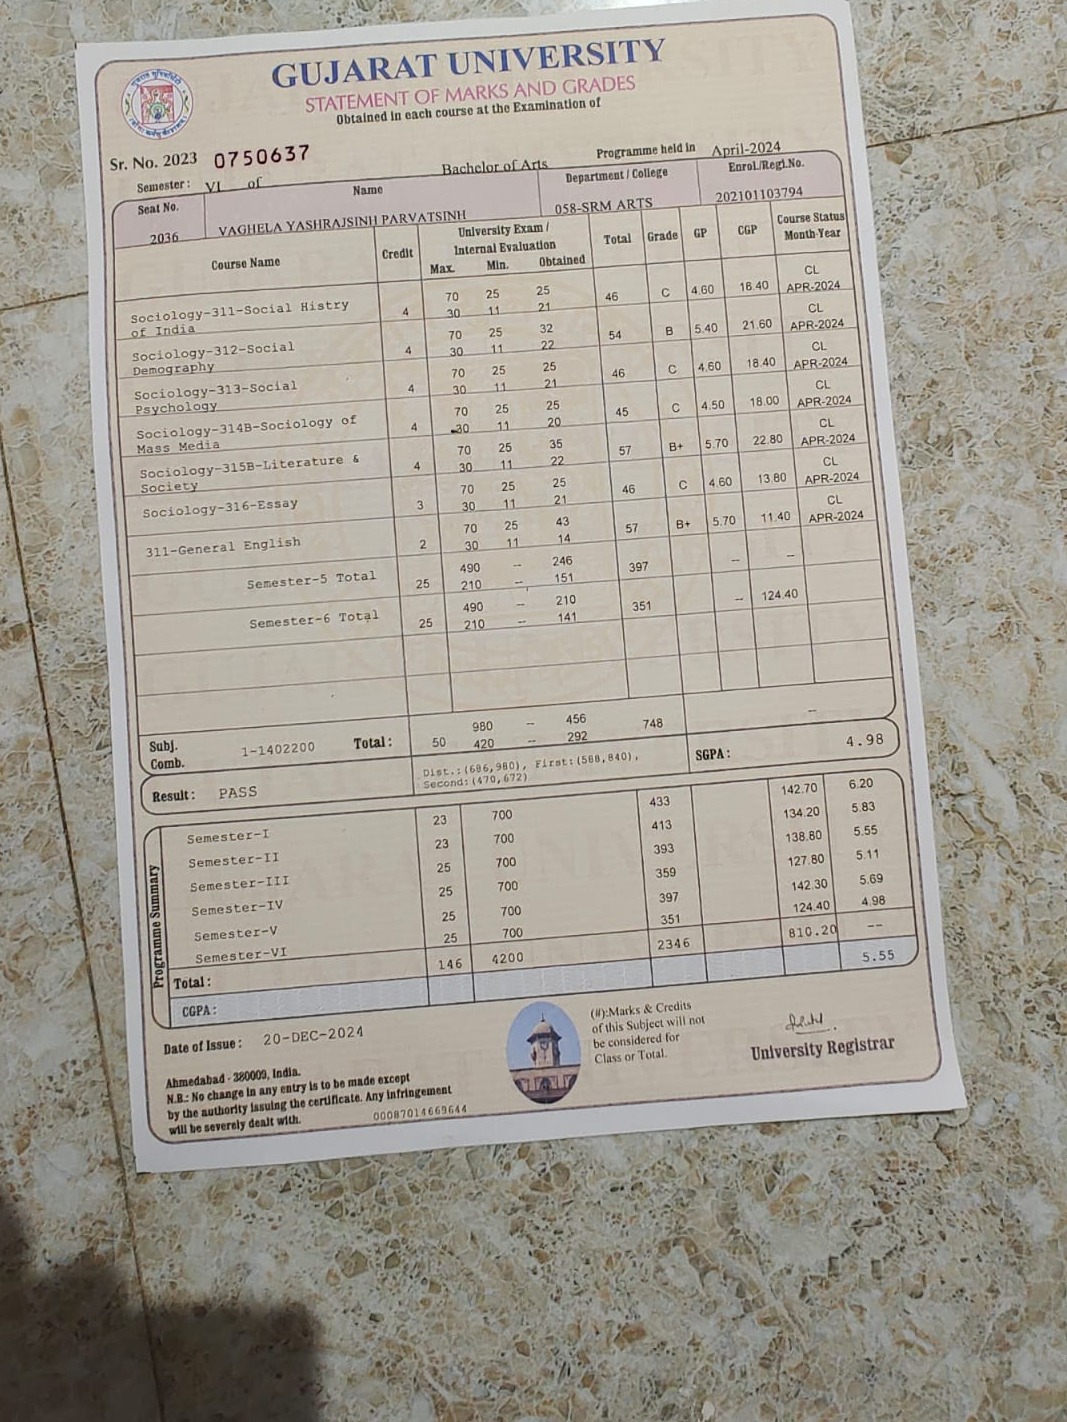 GUJARAT UNIVERSITY
STATEMENT OF MARKS AND GRADES
Obtained in each course at the Examination of
Sr. No. 2023 0750637
Semester : VI of Bachelor of Arts Programme held in April-2024
Seat No. Name Department / College Enrol./Regi.No.
2036 VAGHELA YASHRAJSINH PARVATSINH 058-SRM ARTS 202101103794
Course Name Credit University Exam / Internal Evaluation Total Grade GP CGP Course Status Month-Year
Max. Min. Obtained
Sociology-311-Social Histry of India 4 70 25 25 46 C 4.60 18.40 CL
30 11 21 APR-2024
Sociology-312-Social Demography 4 70 25 32 54 B 5.40 21.60 CL
30 11 22 APR-2024
Sociology-313-Social Psychology 4 70 25 25 46 C 4.60 18.40 CL
30 11 21 APR-2024
Sociology-314B-Sociology of Mass Media 4 70 25 25 45 C 4.50 18.00 CL
30 11 20 APR-2024
Sociology-315B-Literature & Society 4 70 25 35 57 B+ 5.70 22.80 CL
30 11 22 APR-2024
Sociology-316-Essay 3 70 25 25 46 C 4.60 13.80 CL
30 11 21 APR-2024
311-General English 2 70 25 43 57 B+ 5.70 11.40 CL
30 11 14 APR-2024
Semester-5 Total 25 490 -- 246 397 -- --
210 -- 151
Semester-6 Total 25 490 -- 210 351 -- 124.40
210 -- 141
Subj. Comb. 1-1402200 Total : 50 980 -- 456 748 --
420 -- 292
Result : PASS Dist.:(686,980), First:(588,840), SGPA : 4.98
Second:(470,672)
Programme Summary
Semester-I 23 700 433 142.70 6.20
Semester-II 23 700 413 134.20 5.83
Semester-III 25 700 393 138.80 5.55
Semester-IV 25 700 359 127.80 5.11
Semester-V 25 700 397 142.30 5.69
Semester-VI 25 700 351 124.40 4.98
Total : 146 4200 2346 810.20 --
CGPA : 5.55
Date of Issue : 20-DEC-2024
(#):Marks & Credits
of this Subject will not
be considered for
Class or Total.
University Registrar
Ahmedabad - 380009, India.
N.B.: No change in any entry is to be made except
by the authority issuing the certificate. Any infringement
will be severely dealt with.
00087014669644